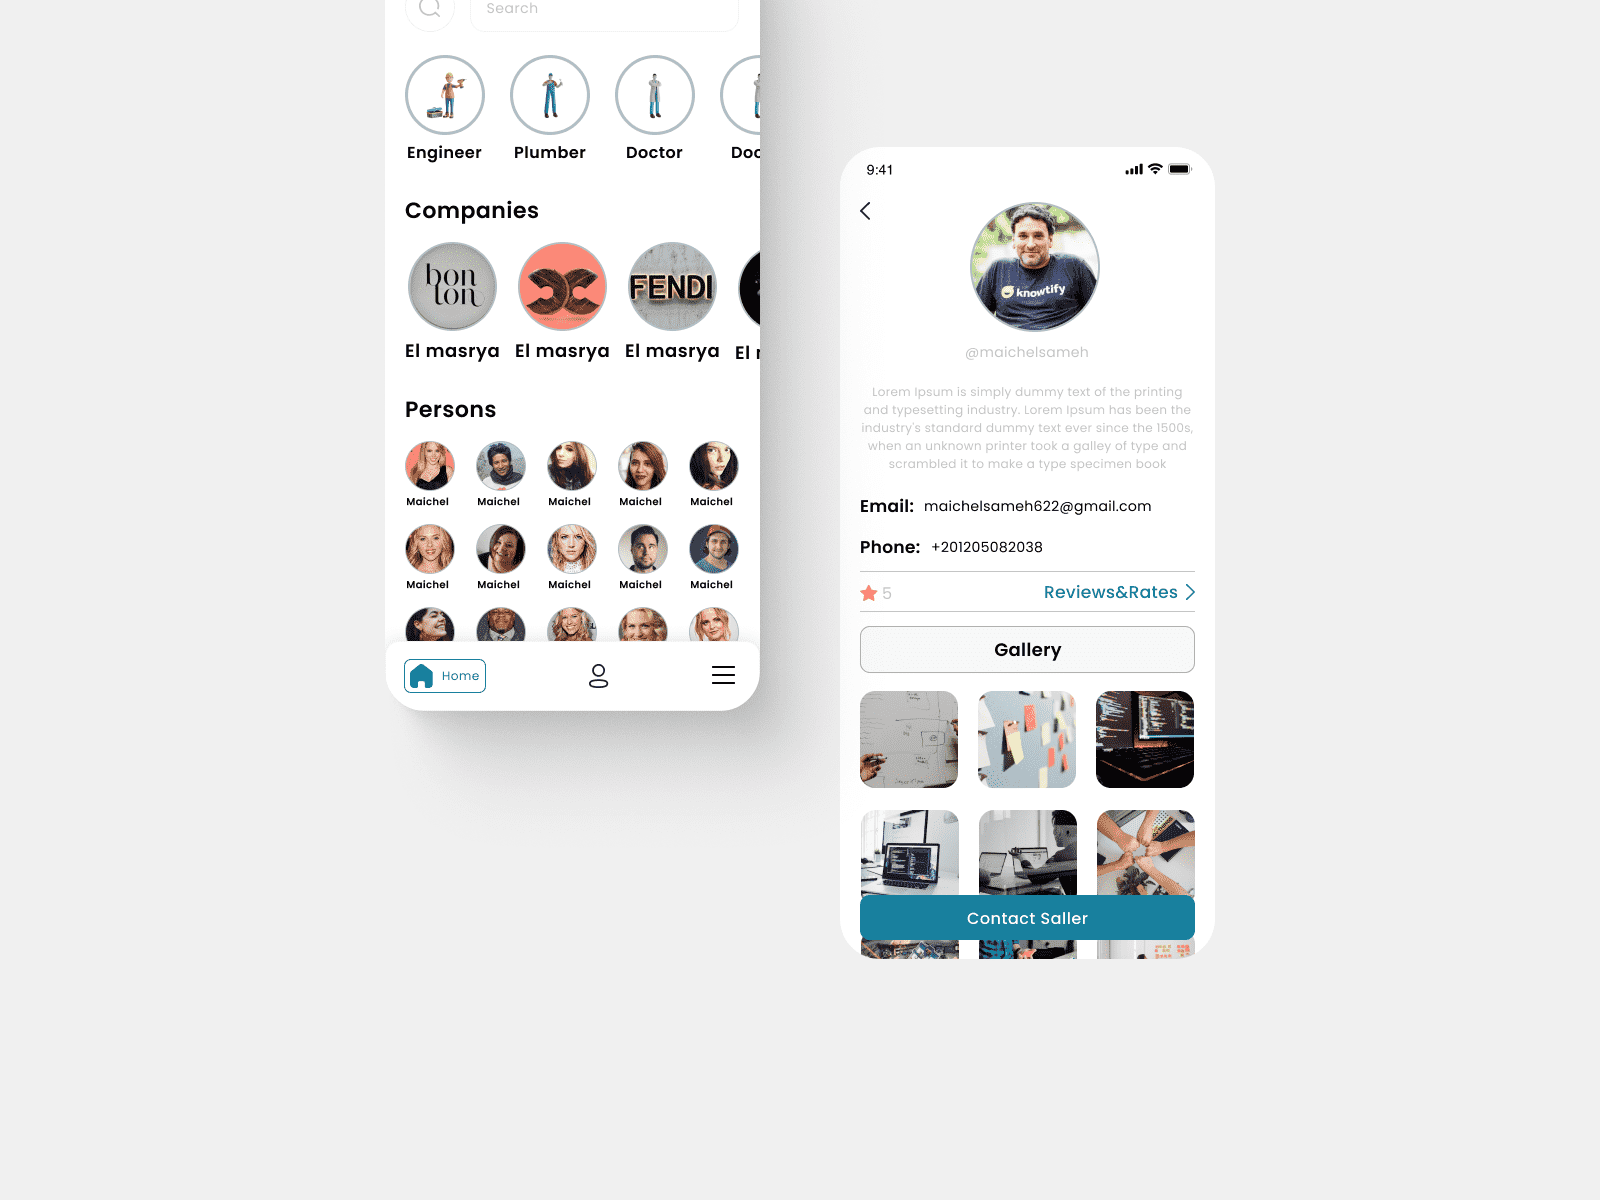 Search
Engineer
Plumber
Doctor
Doc
Companies
bon
ton
FENDI
El masrya
El masrya
El masrya
El
Persons
Maichel
Maichel
Maichel
Maichel
Maichel
Maichel
Maichel
Maichel
Maichel
Maichel
Home
9:41
knowtify
@maichelsameh
Lorem Ipsum is simply dummy text of the printing
and typesetting industry. Lorem Ipsum has been the
industry's standard dummy text ever since the 1500s,
when an unknown printer took a galley of type and
scrambled it to make a type specimen book
Email: maichelsameh622@gmail.com
Phone: +201205082038
5
Reviews&Rates
Gallery
Contact Saller